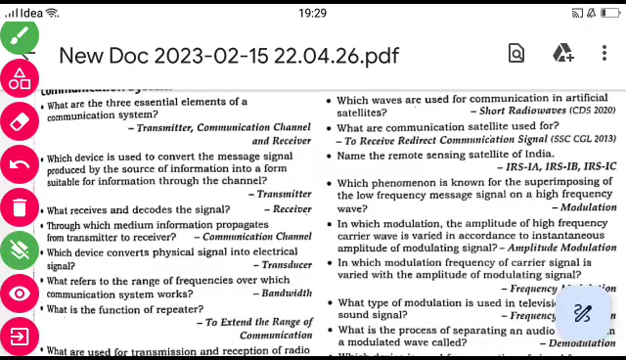 Idea
19:29
New Doc 2023-02-15 22.04.26.pdf
Communication System
• What are the three essential elements of a
communication system?
– Transmitter, Communication Channel
and Receiver
• Which device is used to convert the message signal
produced by the source of information into a form
suitable for information through the channel?
– Transmitter
• What receives and decodes the signal? – Receiver
• Through which medium information propagates
from transmitter to receiver? – Communication Channel
• Which device converts physical signal into electrical
signal? – Transducer
• What refers to the range of frequencies over which
communication system works? – Bandwidth
• What is the function of repeater?
– To Extend the Range of
Communication
• What are used for transmission and reception of radio
• Which waves are used for communication in artificial
satellites? – Short Radiowaves (CDS 2020)
• What are communication satellite used for?
– To Receive Redirect Communication Signal (SSC CGL 2013)
• Name the remote sensing satellite of India.
– IRS-IA, IRS-IB, IRS-IC
• Which phenomenon is known for the superimposing of
the low frequency message signal on a high frequency
wave? – Modulation
• In which modulation, the amplitude of high frequency
carrier wave is varied in accordance to instantaneous
amplitude of modulating signal? – Amplitude Modulation
• In which modulation frequency of carrier signal is
varied with the amplitude of modulating signal?
– Frequency
• What type of modulation is used in
sound signal? – Frequency
• What is the process of separating an audio
a modulated wave called? – Demodulation